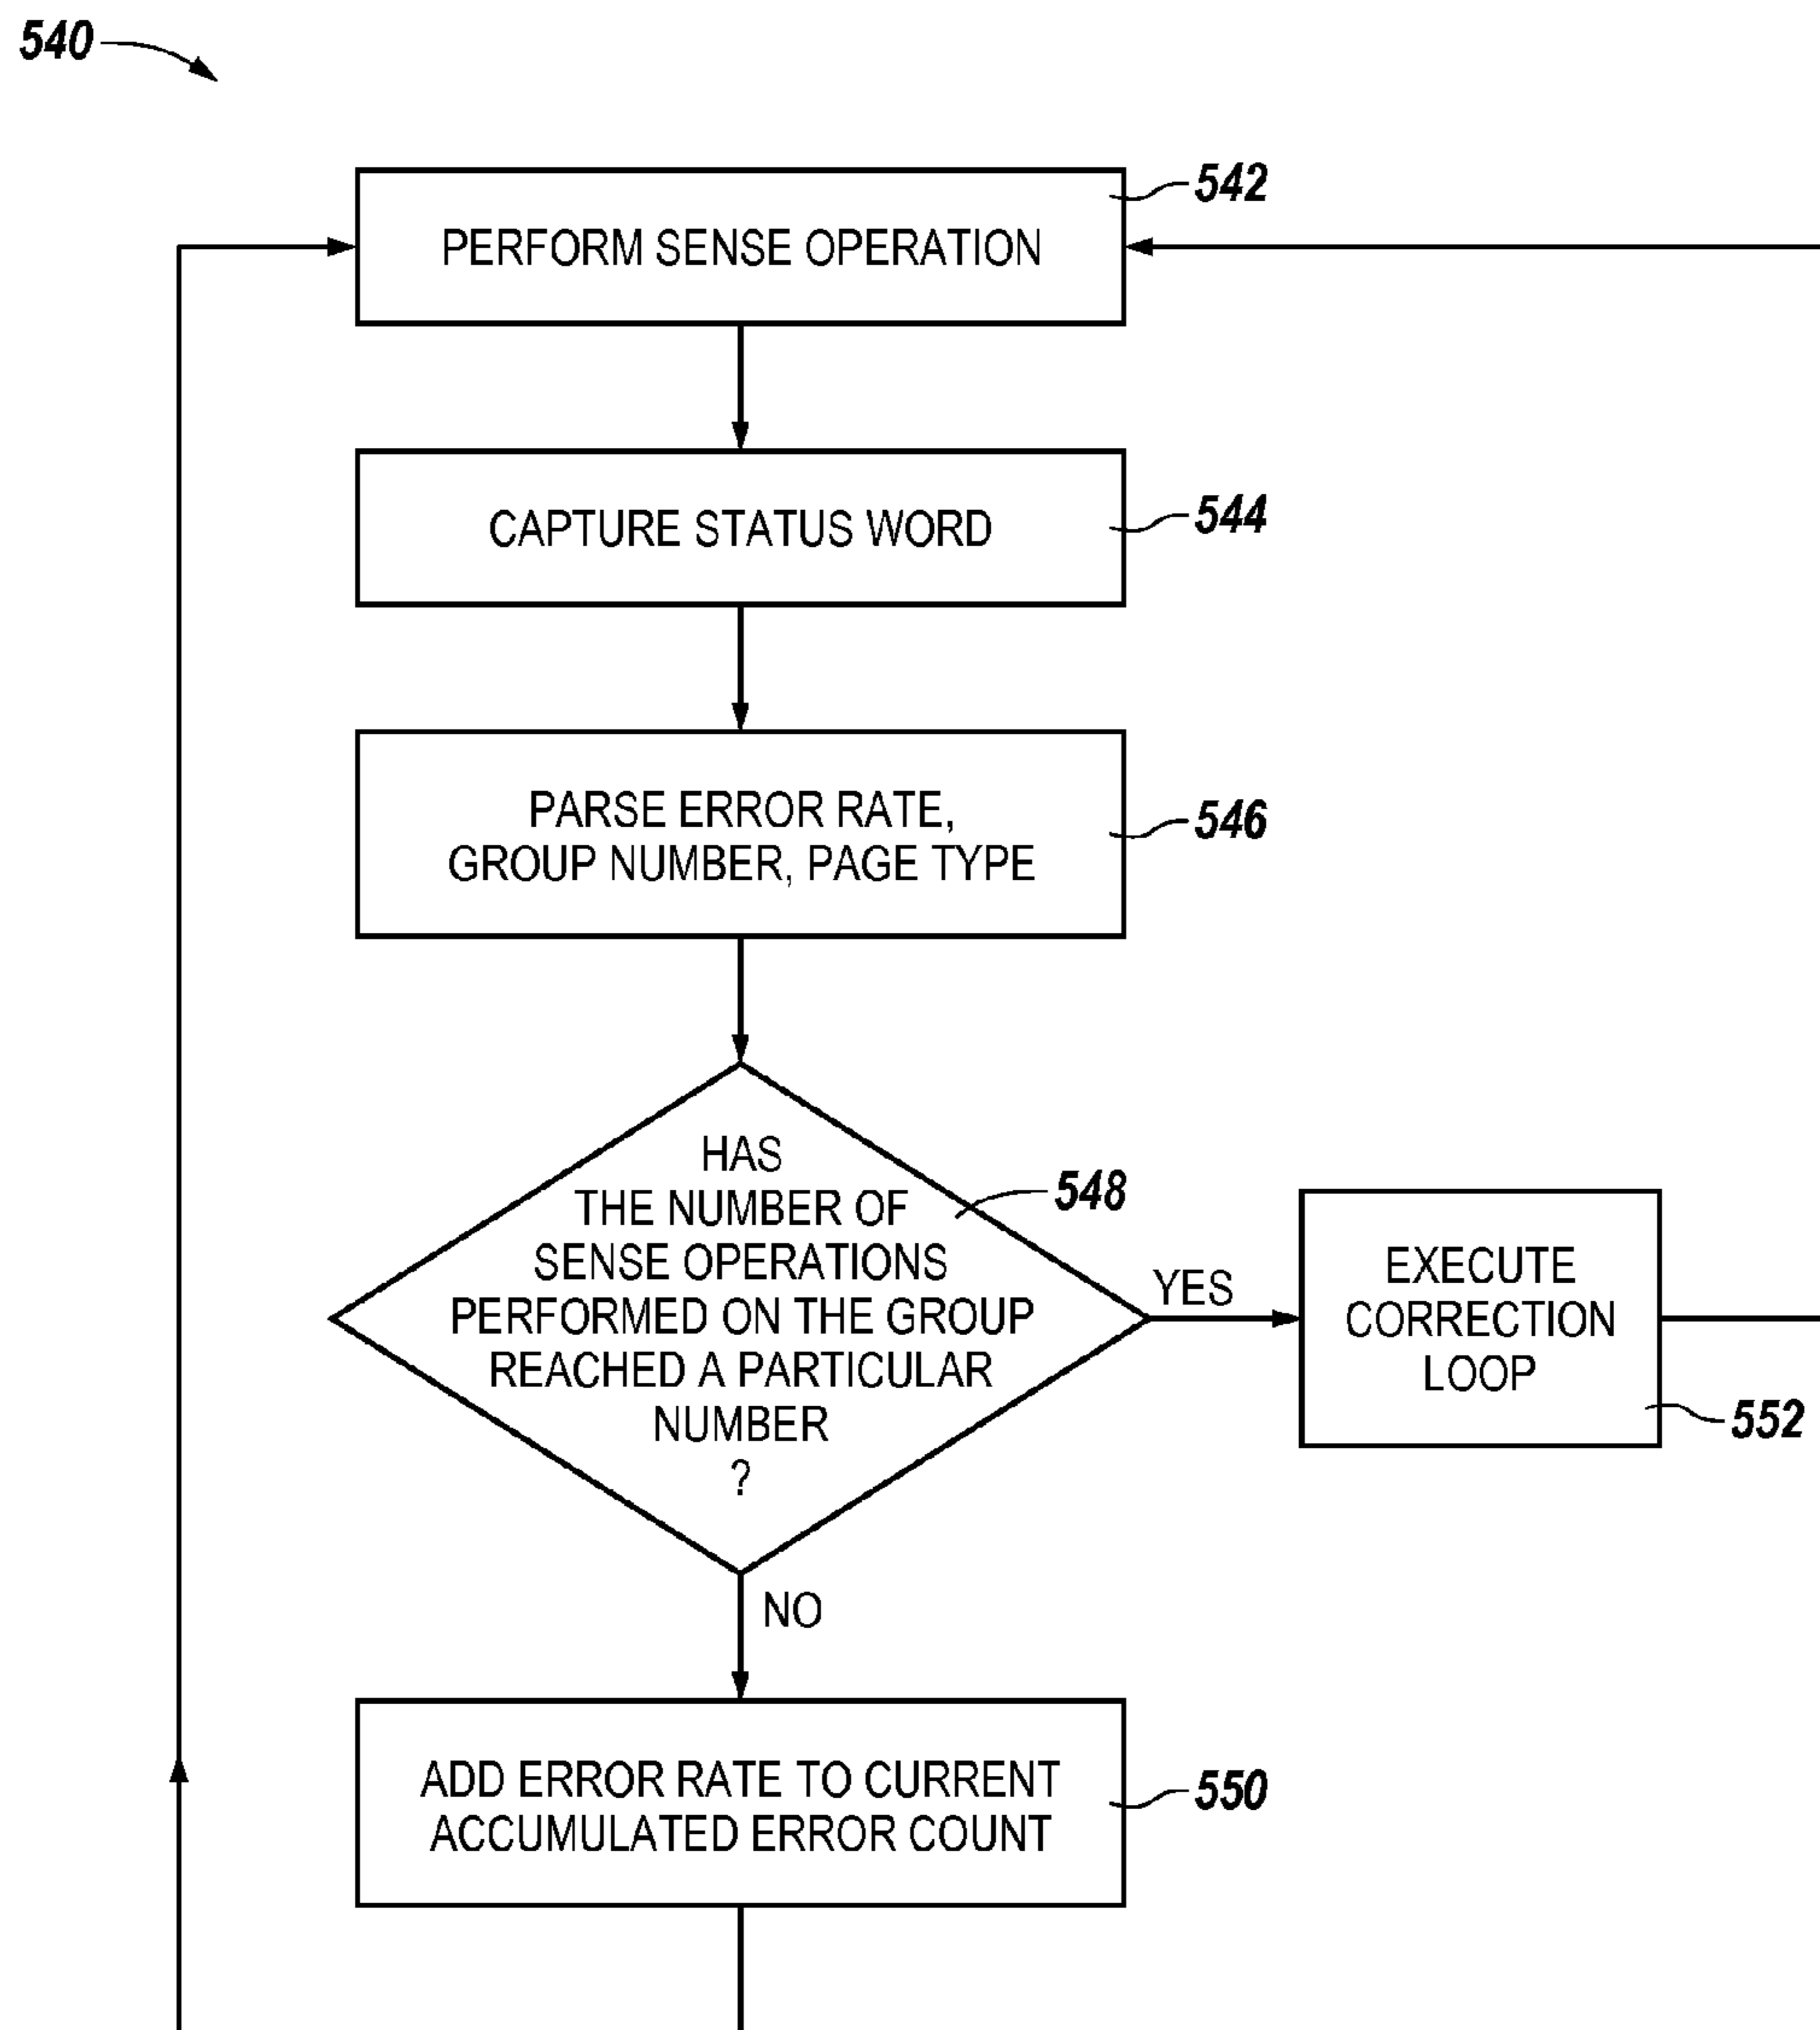 540
542
PERFORM SENSE OPERATION
CAPTURE STATUS WORD
544
PARSE ERROR RATE,
GROUP NUMBER, PAGE TYPE
546
HAS
THE NUMBER OF
SENSE OPERATIONS
PERFORMED ON THE GROUP
REACHED A PARTICULAR
NUMBER
?
548
YES
EXECUTE
CORRECTION
LOOP
552
NO
ADD ERROR RATE TO CURRENT
ACCUMULATED ERROR COUNT
550